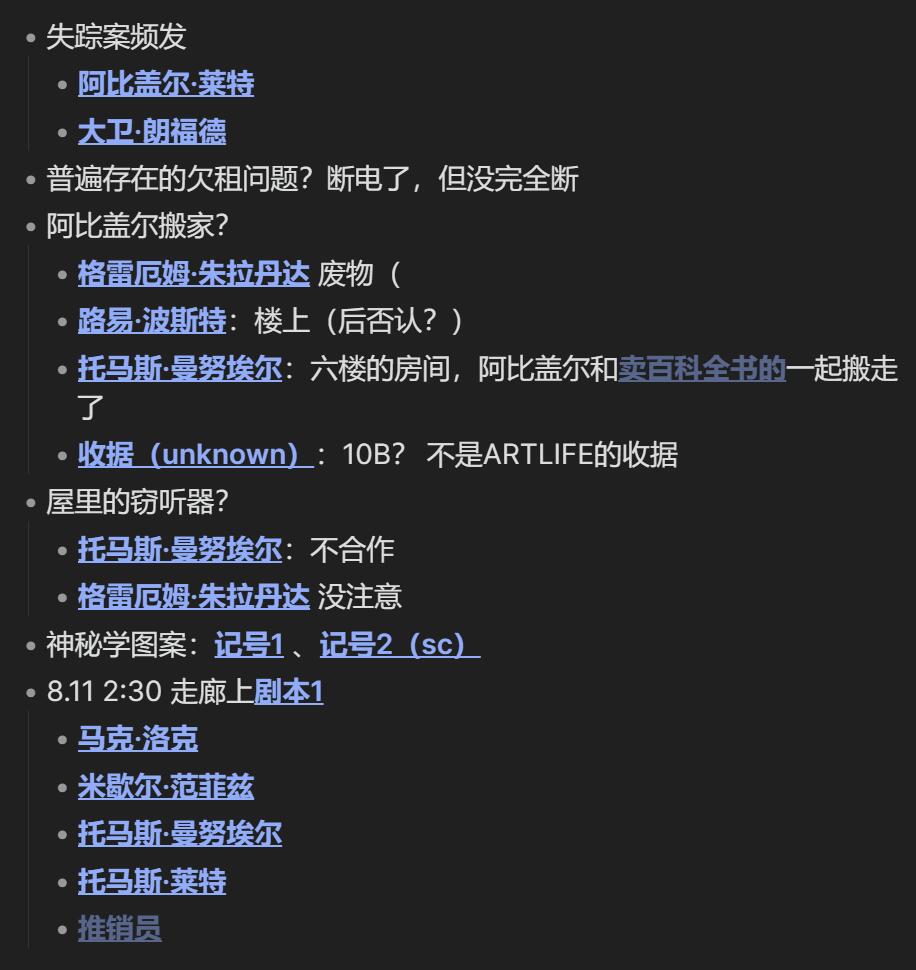 失踪案频发
阿比盖尔·莱特
大卫·朗福德
普遍存在的欠租问题？断电了，但没完全断
阿比盖尔搬家？
格雷厄姆·朱拉丹达 废物（
路易·波斯特：楼上（后否认？）
托马斯·曼努埃尔：六楼的房间，阿比盖尔和卖百科全书的一起搬走
了
收据（unknown）：10B？ 不是ARTLIFE的收据
屋里的窃听器？
托马斯·曼努埃尔：不合作
格雷厄姆·朱拉丹达 没注意
神秘学图案：记号1 、记号2（sc）
8.11 2:30 走廊上剧本1
马克·洛克
米歇尔·范菲兹
托马斯·曼努埃尔
托马斯·莱特
推销员